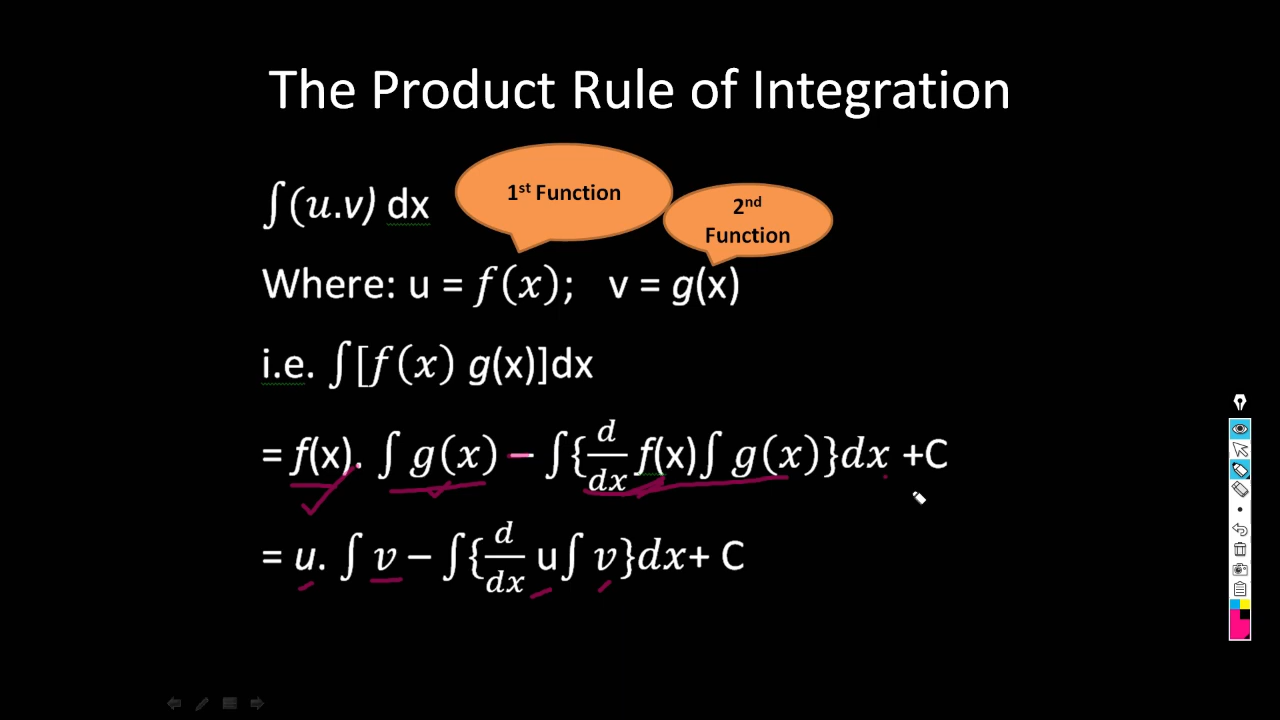 The Product Rule of Integration
1st Function
2nd
Function
∫(u.v) dx
Where: u = f(x); v = g(x)
i.e. ∫[f(x) g(x)]dx
= f(x). ∫ g(x) − ∫{d/dx f(x)∫ g(x)}dx +C
= u. ∫ v − ∫{d/dx u∫ v}dx+ C